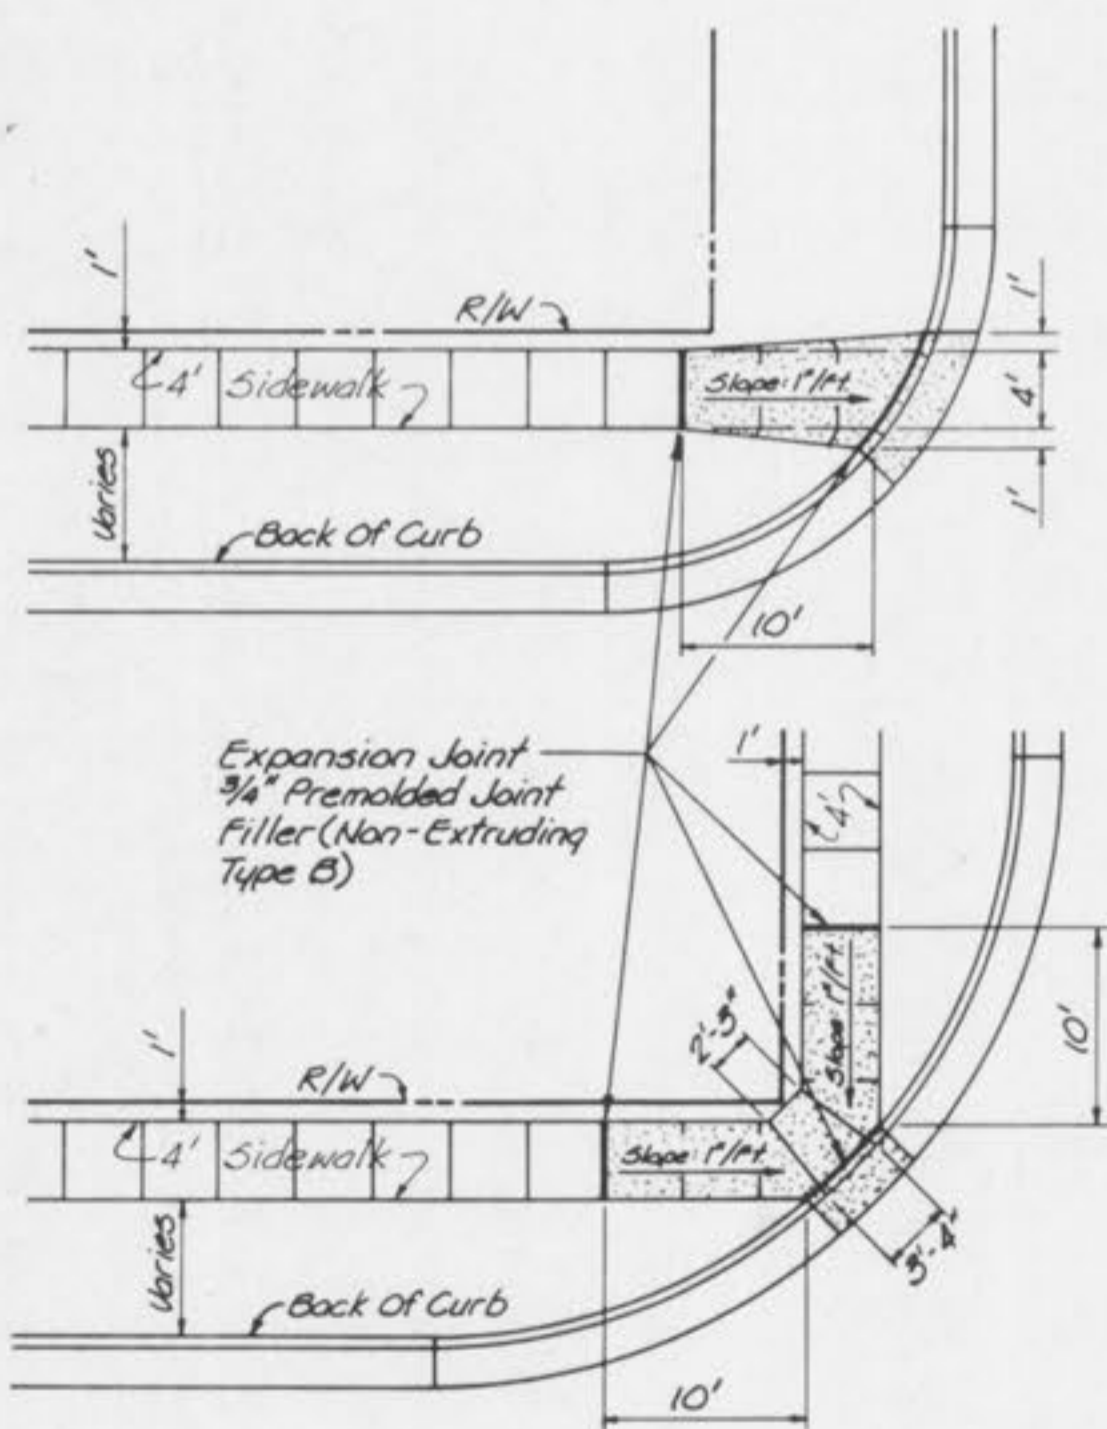 1'
R/W
4' Sidewalk
Slope: 1"/Ft.
1'
4'
1'
Varies
Back Of Curb
10'
Expansion Joint
3/4" Premolded Joint
Filler (Non-Extruding
Type B)
1'
4'
Slope: 1"/Ft.
10'
2'-3"
1'
R/W
4' Sidewalk
Slope: 1"/Ft.
3'-4"
Varies
Back Of Curb
10'